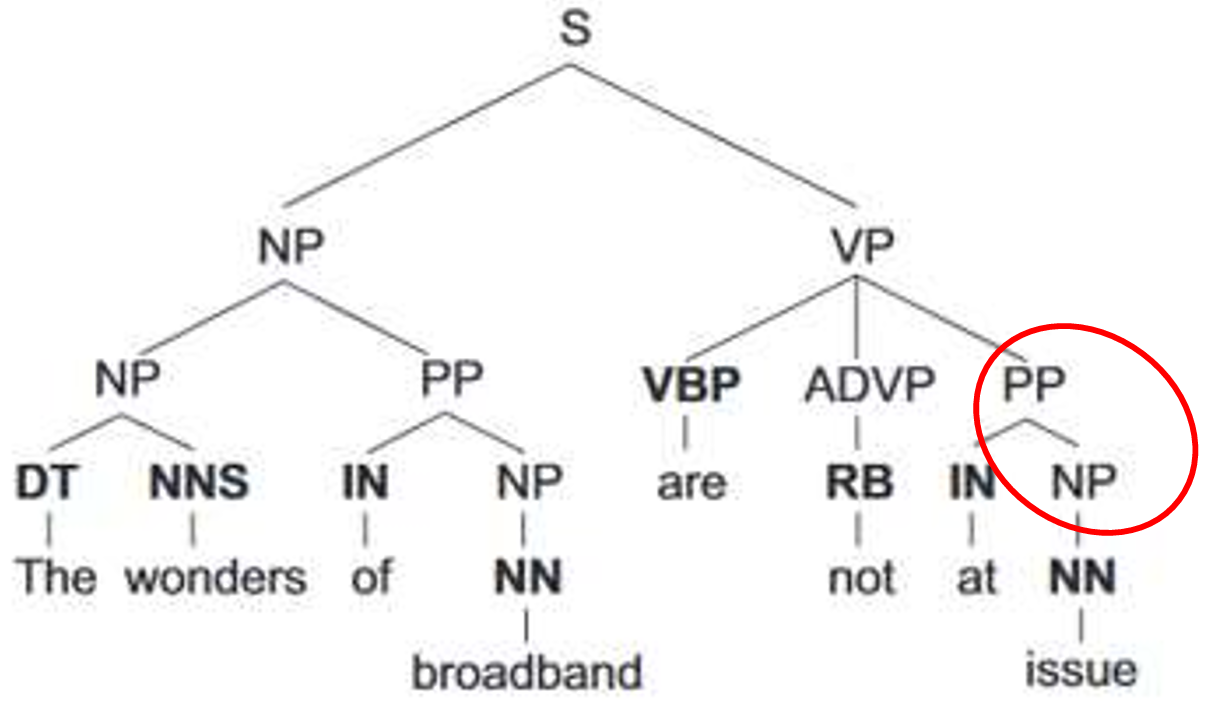 S
NP VP
NP PP VBP ADVP PP
DT NNS IN NP are RB IN NP
The wonders of NN not at NN
broadband issue